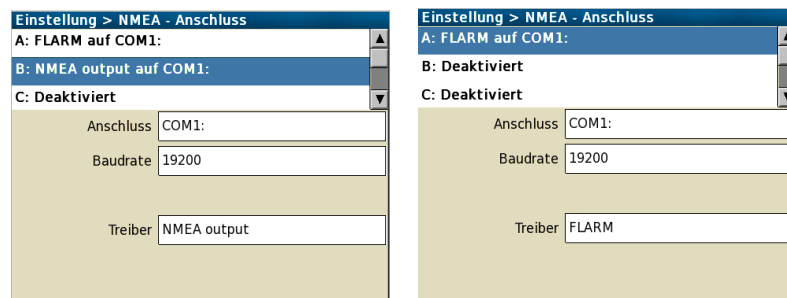 Einstellung > NMEA - Anschluss
A: FLARM auf COM1:
B: NMEA output auf COM1:
C: Deaktiviert
Anschluss COM1:
Baudrate 19200
Treiber NMEA output
Einstellung > NMEA - Anschluss
A: FLARM auf COM1:
B: Deaktiviert
C: Deaktiviert
Anschluss COM1:
Baudrate 19200
Treiber FLARM